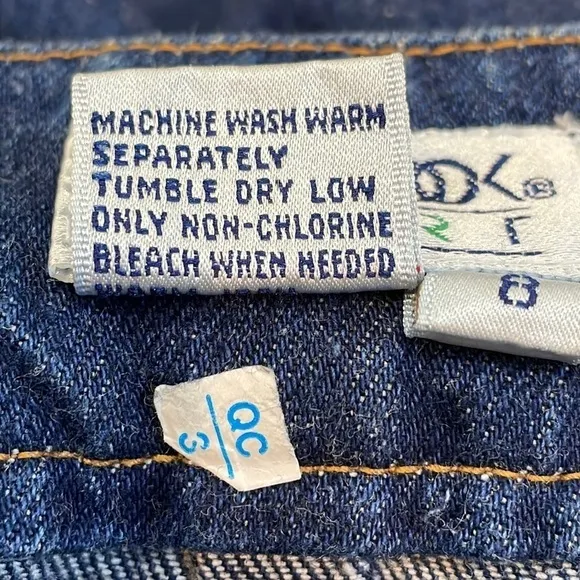 MACHINE WASH WARM
SEPARATELY
TUMBLE DRY LOW
ONLY NON-CHLORINE
BLEACH WHEN NEEDED
®
8
QC
3